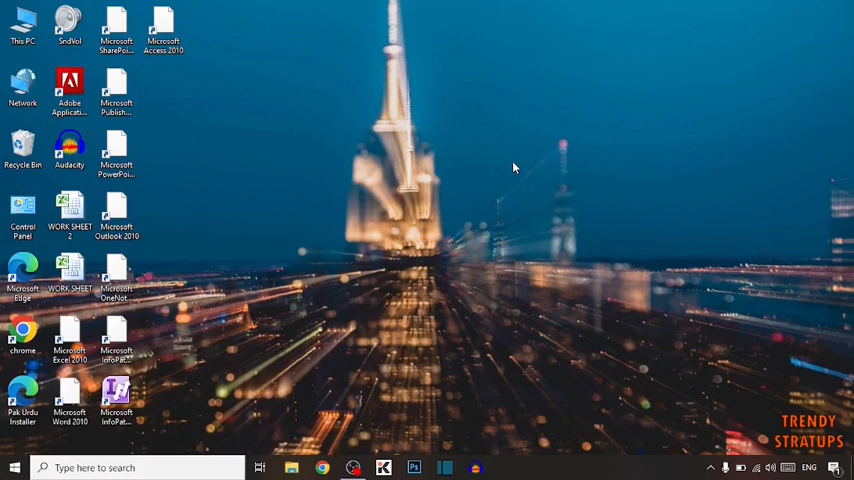 This PC
SndVol
Microsoft
SharePoi...
Microsoft
Access 2010
Network
Adobe
Applicati...
Microsoft
Publish...
Recycle Bin
Audacity
Microsoft
PowerPoi...
Control
Panel
WORK SHEET
2
Microsoft
Outlook 2010
Microsoft
Edge
WORK SHEET
Microsoft
OneNot...
chrome
Microsoft
Excel 2010
Microsoft
InfoPat...
Pak Urdu
Installer
Microsoft
Word 2010
Microsoft
InfoPat...
TRENDY
STRATUPS
Type here to search
K
Ps
ENG
1